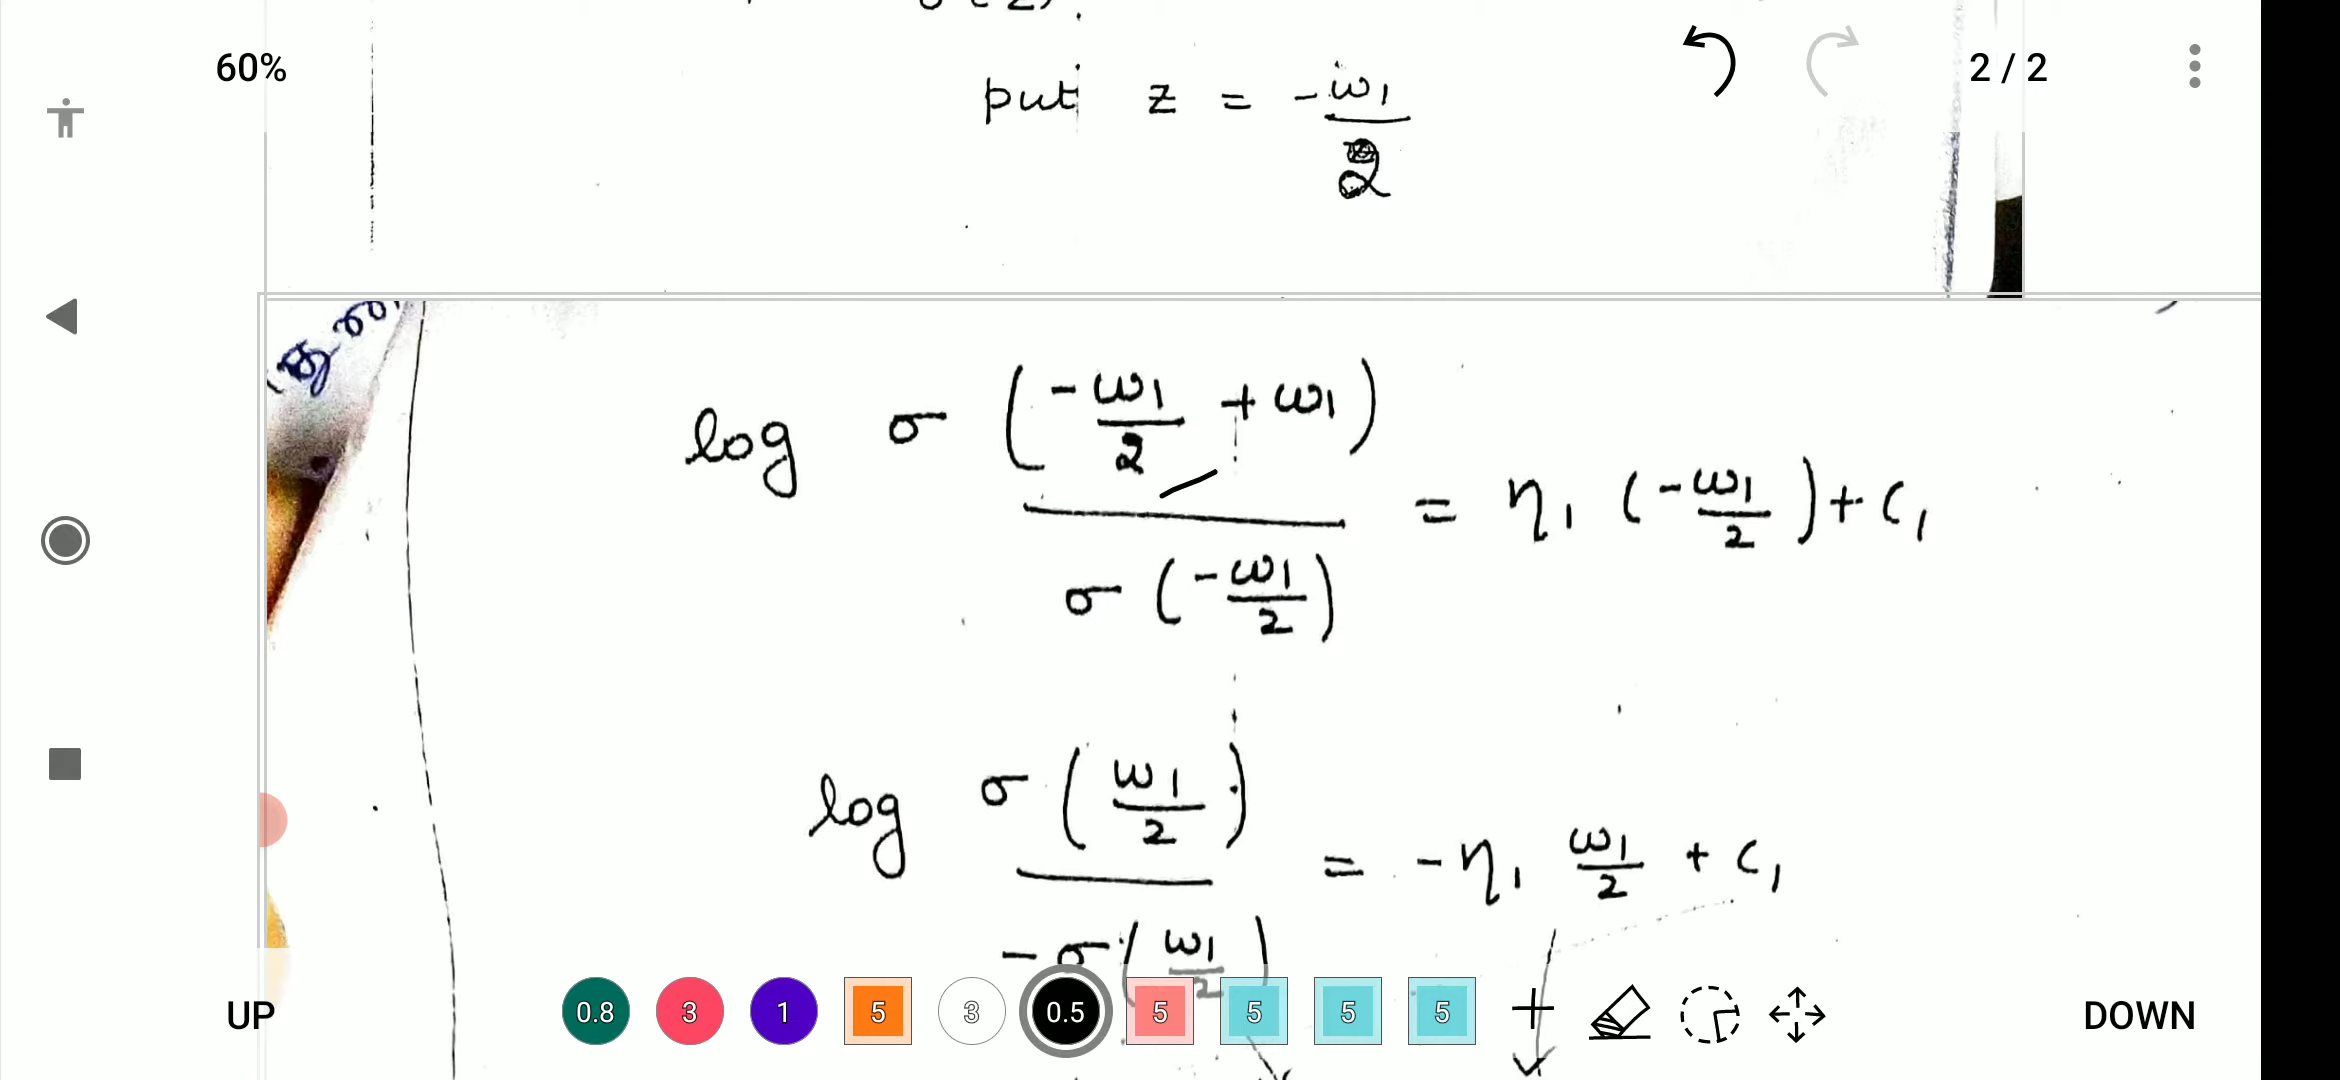 60%
2 / 2
put z = -ω₁/2
log σ(-ω₁/2 + ω₁) / σ(-ω₁/2) = η₁ (-ω₁/2) + c₁
log σ(ω₁/2) / -σ(ω₁/2) = -η₁ ω₁/2 + c₁
UP 0.8 3 1 5 3 0.5 5 5 5 5 DOWN